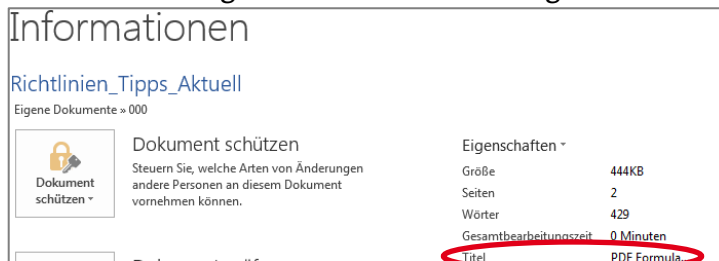 Informationen
Richtlinien_Tipps_Aktuell
Eigene Dokumente » 000
Dokument schützen
Steuern Sie, welche Arten von Änderungen
andere Personen an diesem Dokument
vornehmen können.
Dokument
schützen
Eigenschaften
Größe 444KB
Seiten 2
Wörter 429
Gesamtbearbeitungszeit 0 Minuten
Titel PDF Formula...